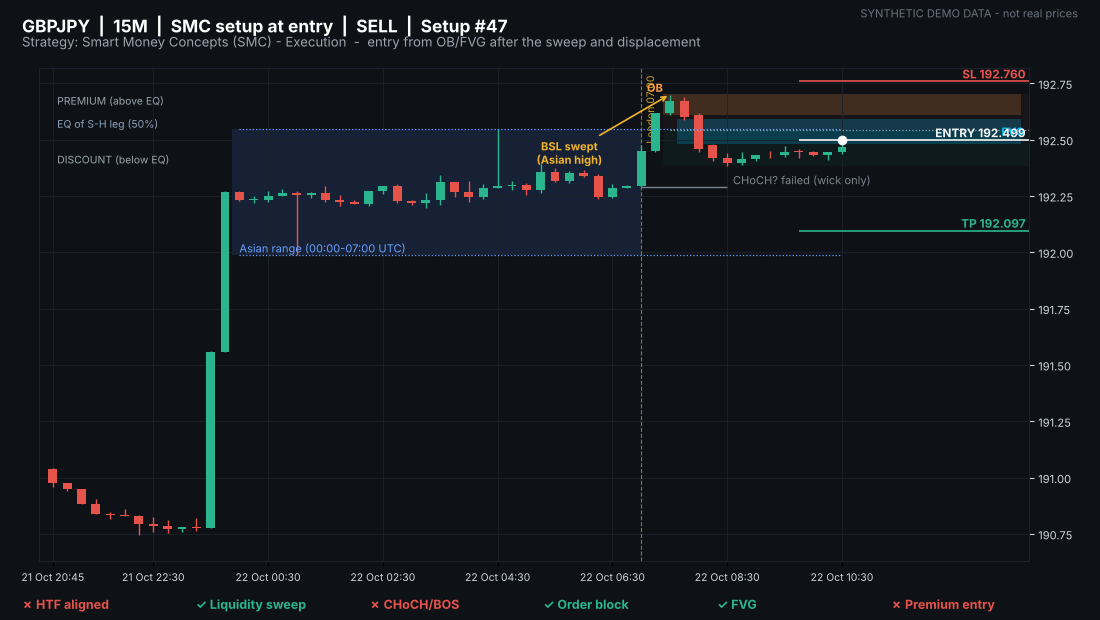 GBPJPY | 15M | SMC setup at entry | SELL | Setup #47
SYNTHETIC DEMO DATA - not real prices
Strategy: Smart Money Concepts (SMC) - Execution - entry from OB/FVG after the sweep and displacement
SL 192.760
192.75
PREMIUM (above EQ)
OB
London 07:00
EQ of S-H leg (50%)
ENTRY 192.499
192.50
BSL swept
(Asian high)
DISCOUNT (below EQ)
CHoCH? failed (wick only)
192.25
TP 192.097
Asian range (00:00-07:00 UTC)
192.00
191.75
191.50
191.25
191.00
190.75
21 Oct 20:45
21 Oct 22:30
22 Oct 00:30
22 Oct 02:30
22 Oct 04:30
22 Oct 06:30
22 Oct 08:30
22 Oct 10:30
× HTF aligned
✓ Liquidity sweep
× CHoCH/BOS
✓ Order block
✓ FVG
× Premium entry